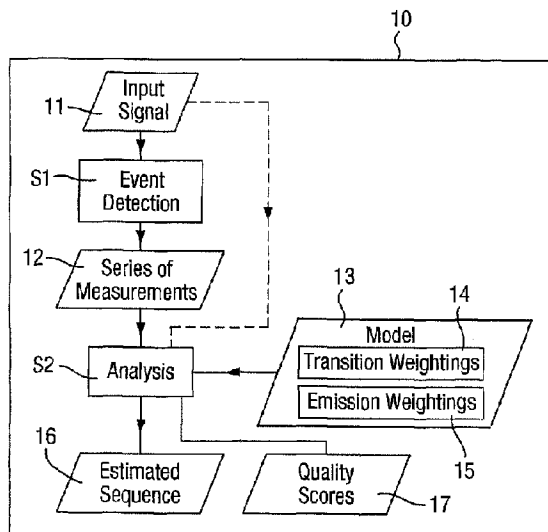 10
11
Input
Signal
S1
Event
Detection
12
Series of
Measurements
13
14
Model
Transition Weightings
S2
Analysis
Emission Weightings
15
16
Estimated
Sequence
Quality
Scores
17